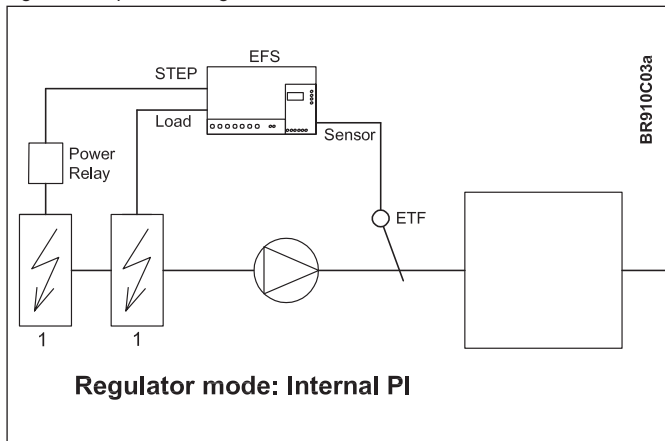 EFS
STEP
Load
Sensor
Power
Relay
ETF
1
1
BR910C03a
Regulator mode: Internal PI